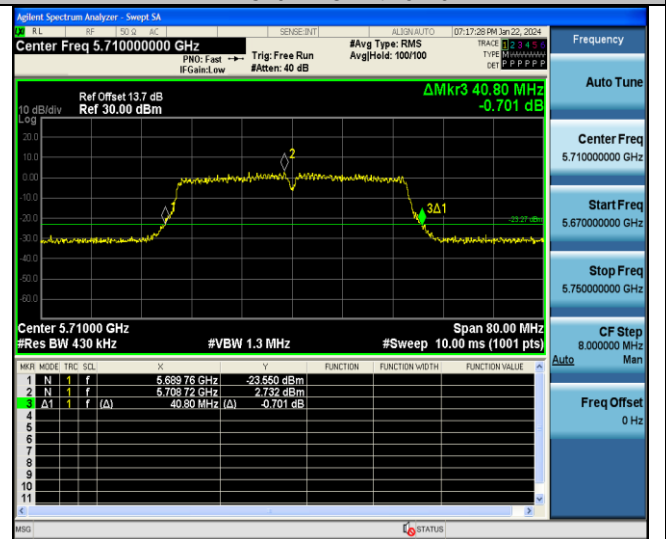 Agilent Spectrum Analyzer - Swept SA
RL RF 50 Ω AC SENSE:INT ALIGN AUTO 07:17:28 PM Jan 22, 2024
Center Freq 5.710000000 GHz #Avg Type: RMS TRACE 1 2 3 4 5 6
PNO: Fast Trig: Free Run Avg|Hold: 100/100 TYPE M
IFGain:Low #Atten: 40 dB DET P P P P P P
Frequency
Auto Tune
Center Freq
5.710000000 GHz
Start Freq
5.670000000 GHz
Stop Freq
5.750000000 GHz
CF Step
8.000000 MHz
Auto Man
Freq Offset
0 Hz
ΔMkr3 40.80 MHz
-0.701 dB
Ref Offset 13.7 dB
10 dB/div Ref 30.00 dBm
Log
20.0
10.0
0.00
-10.0
-20.0
-30.0
-40.0
-50.0
-60.0
1
2
3Δ1
-23.27 dBm
Center 5.71000 GHz Span 80.00 MHz
#Res BW 430 kHz #VBW 1.3 MHz #Sweep 10.00 ms (1001 pts)
MKR MODE TRC SCL X Y FUNCTION FUNCTION WIDTH FUNCTION VALUE
1 N 1 f 5.689 76 GHz -23.550 dBm
2 N 1 f 5.708 72 GHz 2.732 dBm
3 Δ1 1 f (Δ) 40.80 MHz (Δ) -0.701 dB
4
5
6
7
8
9
10
11
MSG STATUS